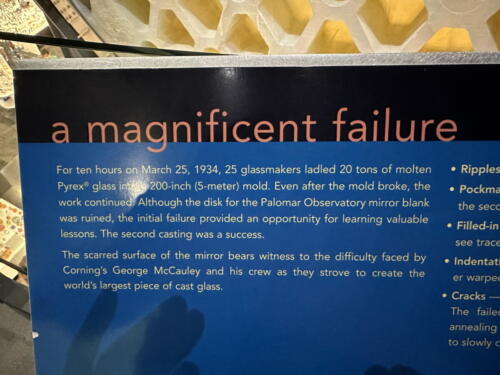 a magnificent failure
For ten hours on March 25, 1934, 25 glassmakers ladled 20 tons of molten
Pyrex® glass into a 200-inch (5-meter) mold. Even after the mold broke, the
work continued. Although the disk for the Palomar Observatory mirror blank
was ruined, the initial failure provided an opportunity for learning valuable
lessons. The second casting was a success.
The scarred surface of the mirror bears witness to the difficulty faced by
Corning's George McCauley and his crew as they strove to create the
world's largest piece of cast glass.
• Ripples
• Pockma
the seco
• Filled-in
see trace
• Indentati
er warped
• Cracks —
The faile
annealing
to slowly c